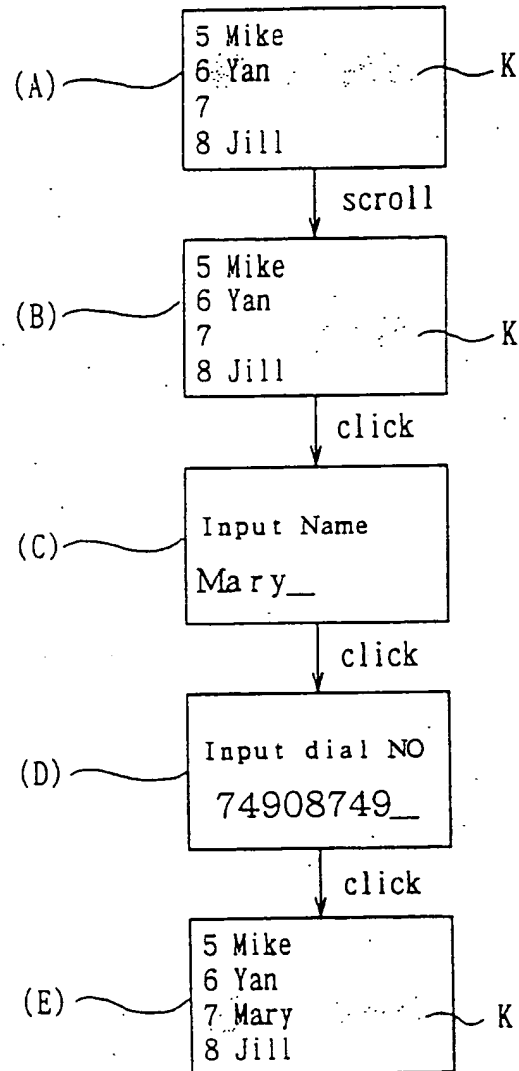 5 Mike
(A) 6 Yan K
7
8 Jill
scroll
5 Mike
(B) 6 Yan
7 K
8 Jill
click
Input Name
(C)
Mary_
click
Input dial NO
(D)
74908749_
click
5 Mike
6 Yan
(E) 7 Mary K
8 Jill